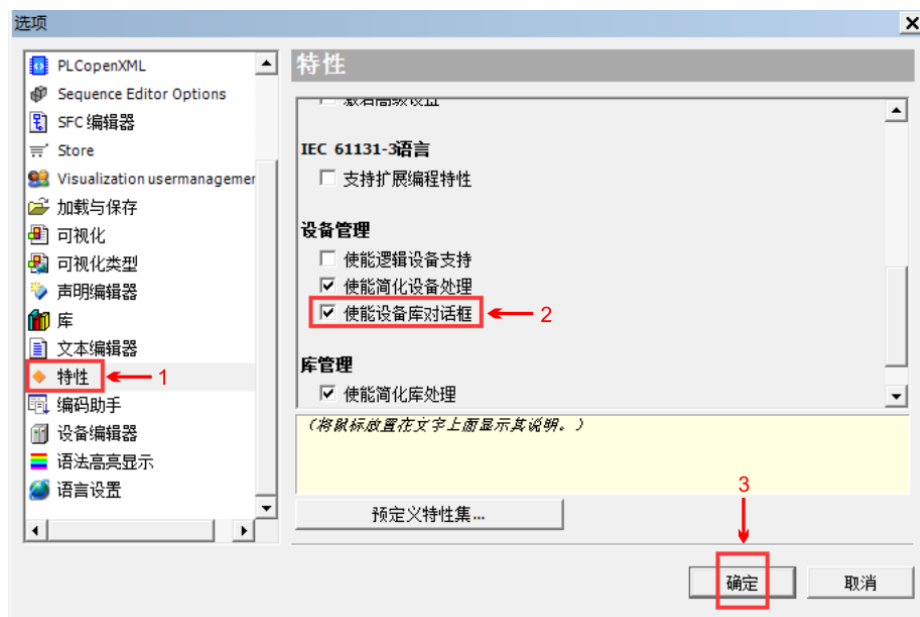 选项
PLCopenXML
Sequence Editor Options
SFC 编辑器
Store
Visualization usermanagemer
加载与保存
可视化
可视化类型
声明编辑器
库
文本编辑器
特性
1
编码助手
设备编辑器
语法高亮显示
语言设置
特性
IEC 61131-3语言
支持扩展编程特性
设备管理
使能逻辑设备支持
使能简化设备处理
使能设备库对话框
2
库管理
使能简化库处理
(将鼠标放置在文字上面显示其说明。)
预定义特性集...
3
确定
取消